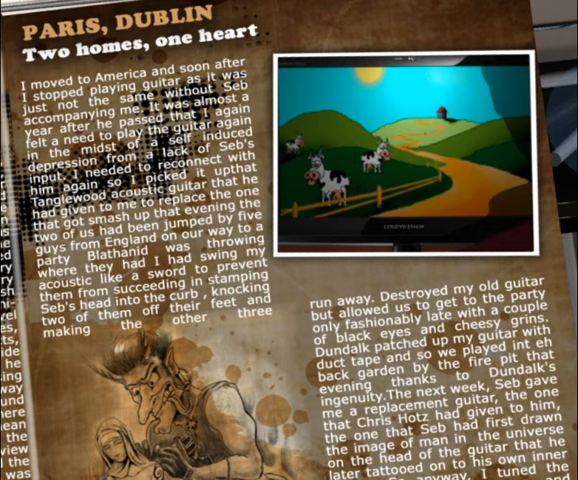 PARIS, DUBLIN
Two homes, one heart
I moved to America and soon after
I stopped playing guitar as it was
just not the same without Seb
accompanying me. It was almost a
year after he passed that I again
felt a need to play the guitar again
in the midst of a self induced
depression from a lack of Seb's
input. I needed to reconnect with
him again so I picked it upthat
Tanglewood acoustic guitar that he
had given to me to replace the one
that got smash up that evening the
two of us had been jumped by five
guys from England on our way to a
party Blathanid was throwing
where they had I had swing my
acoustic like a sword to prevent
them from succeeding in stamping
Seb's head into the curb , knocking
two of them off their feet and
making the other three
run away. Destroyed my old guitar
but allowed us to get to the party
only fashionably late with a couple
of black eyes and cheesy grins.
Dundalk patched up my guitar with
duct tape and so we played int eh
back garden by the fire pit that
evening thanks to Dundalk's
ingenuity.The next week, Seb gave
me a replacement guitar, the one
that Chris Hotz had given to him,
the one that Seb had first drawn
the image of man in the universe
on the head of the guitar that he
later tattooed on to his own inner
So anyway, I tuned the
and